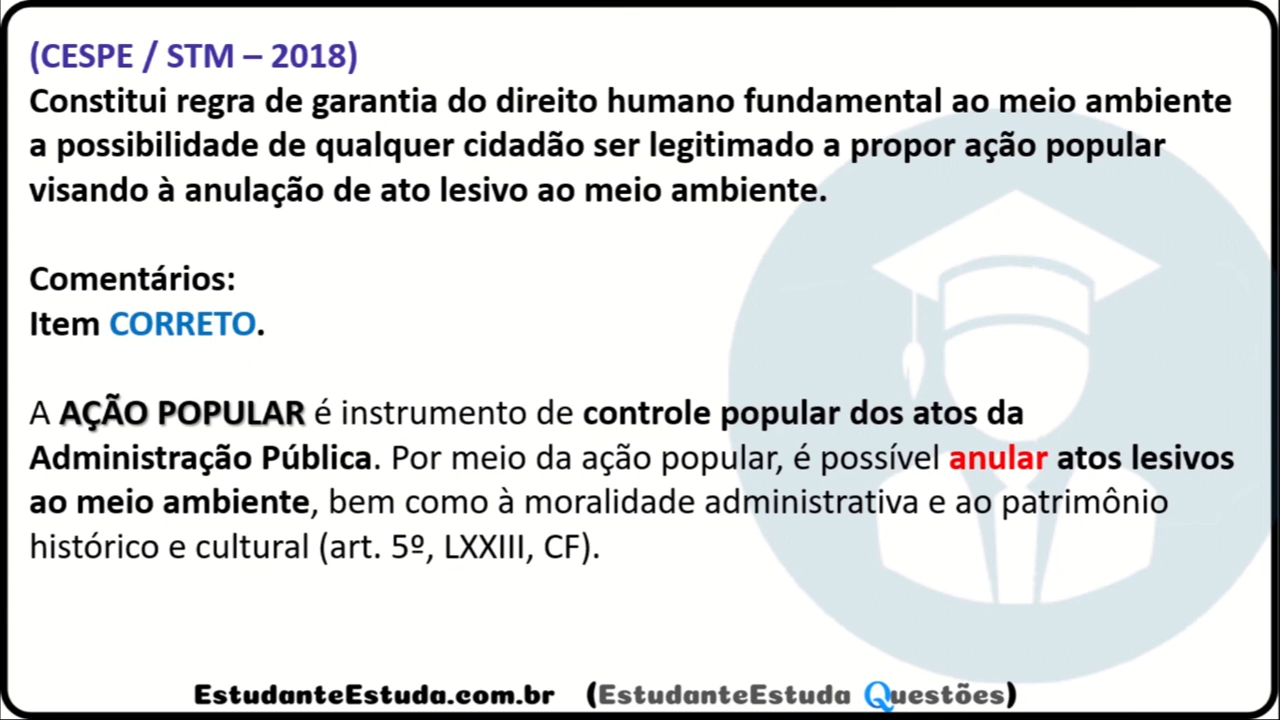 (CESPE / STM – 2018)
Constitui regra de garantia do direito humano fundamental ao meio ambiente
a possibilidade de qualquer cidadão ser legitimado a propor ação popular
visando à anulação de ato lesivo ao meio ambiente.
Comentários:
Item CORRETO.
A AÇÃO POPULAR é instrumento de controle popular dos atos da
Administração Pública. Por meio da ação popular, é possível anular atos lesivos
ao meio ambiente, bem como à moralidade administrativa e ao patrimônio
histórico e cultural (art. 5º, LXXIII, CF).
EstudanteEstuda.com.br (EstudanteEstuda Questões)